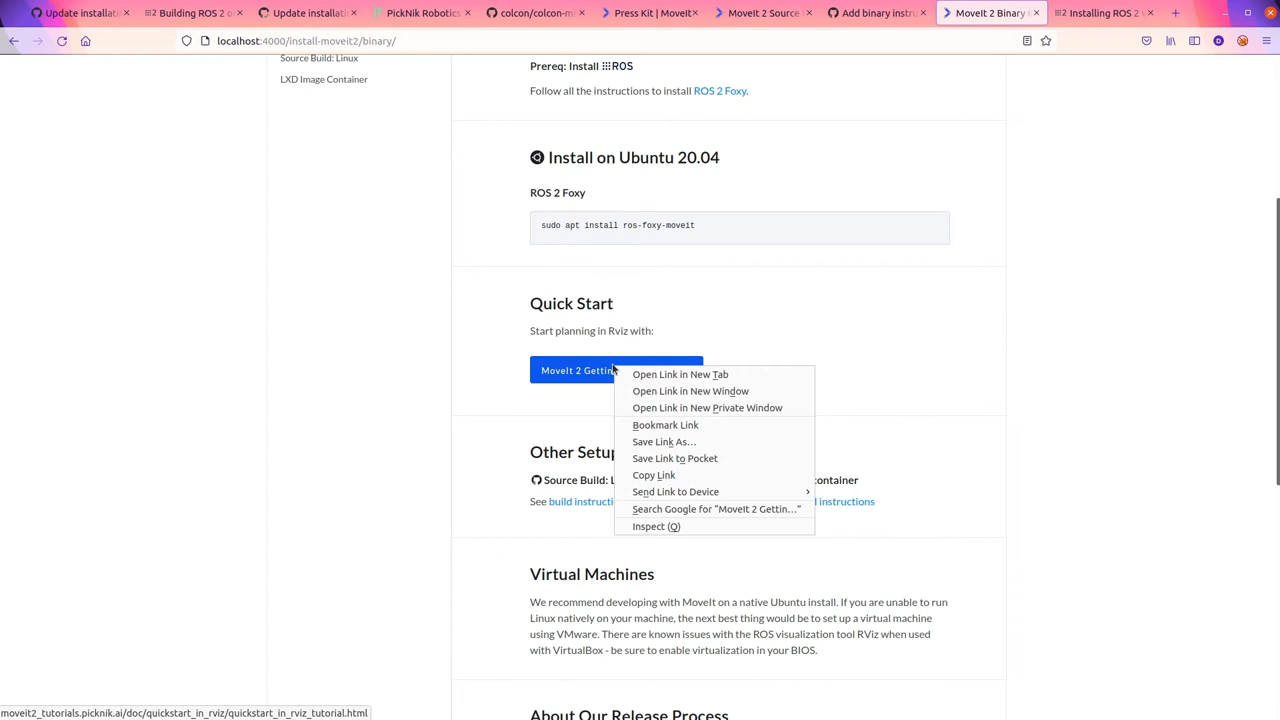 Update installati
Building ROS 2 o
Update installati
PickNik Robotics
colcon/colcon-m
Press Kit | MoveIt
MoveIt 2 Source
Add binary instru
MoveIt 2 Binary
Installing ROS 2 v
localhost:4000/install-moveit2/binary/
Source Build: Linux
LXD Image Container
Prereq: Install ROS
Follow all the instructions to install ROS 2 Foxy.
Install on Ubuntu 20.04
ROS 2 Foxy
sudo apt install ros-foxy-moveit
Quick Start
Start planning in Rviz with:
MoveIt 2 Gettin
Open Link in New Tab
Open Link in New Window
Open Link in New Private Window
Bookmark Link
Save Link As…
Save Link to Pocket
Copy Link
Send Link to Device
Search Google for “MoveIt 2 Gettin…”
Inspect (Q)
Other Setup
Source Build: L
container
See build instructi
d instructions
Virtual Machines
We recommend developing with MoveIt on a native Ubuntu install. If you are unable to run
Linux natively on your machine, the next best thing would be to set up a virtual machine
using VMware. There are known issues with the ROS visualization tool RViz when used
with VirtualBox - be sure to enable virtualization in your BIOS.
About Our Release Process
moveit2_tutorials.picknik.ai/doc/quickstart_in_rviz/quickstart_in_rviz_tutorial.html